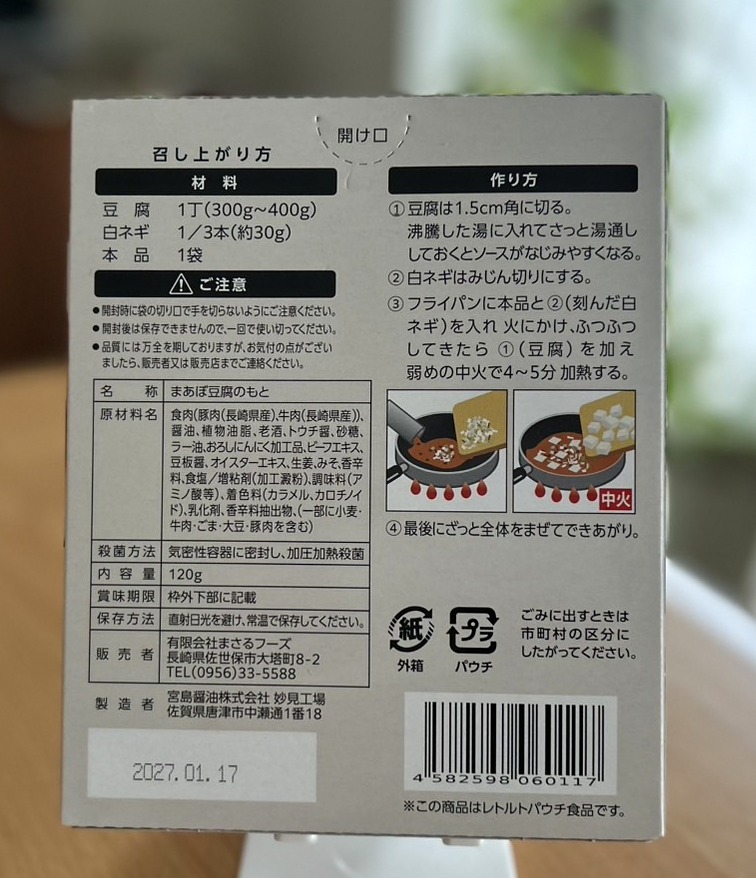 開け口
召し上がり方
材 料
豆 腐 1丁(300g〜400g)
白ネギ 1/3本(約30g)
本 品 1袋
ご注意
●開封時に袋の切り口で手を切らないようにご注意ください。
●開封後は保存できませんので、一回で使い切ってください。
●品質には万全を期しておりますが、お気付の点がござい
ましたら、販売者又は販売店までご連絡ください。
名 称 まあぼ豆腐のもと
原材料名 食肉(豚肉(長崎県産)、牛肉(長崎県産))、
醤油、植物油脂、老酒、トウチ醤、砂糖、
ラー油、おろしにんにく加工品、ビーフエキス、
豆板醤、オイスターエキス、生姜、みそ、香辛
料、食塩/増粘剤(加工澱粉)、調味料(ア
ミノ酸等)、着色料(カラメル、カロチノイ
ド)、乳化剤、香辛料抽出物、(一部に小麦・
牛肉・ごま・大豆・豚肉を含む)
殺菌方法 気密性容器に密封し、加圧加熱殺菌
内 容 量 120g
賞味期限 枠外下部に記載
保存方法 直射日光を避け、常温で保存してください。
販 売 者 有限会社まさるフーズ
長崎県佐世保市大塔町8-2
TEL(0956)33-5588
製 造 者 宮島醤油株式会社 妙見工場
佐賀県唐津市中瀬通1番18
2027.01.17
作り方
①豆腐は1.5cm角に切る。
沸騰した湯に入れてさっと湯通し
しておくとソースがなじみやすくなる。
②白ネギはみじん切りにする。
③フライパンに本品と②(刻んだ白
ネギ)を入れ 火にかけ、ふつふつ
してきたら ①(豆腐)を加え
弱めの中火で4〜5分 加熱する。
中火
④最後にざっと全体をまぜてできあがり。
紙
外箱
プラ
パウチ
ごみに出すときは
市町村の区分に
したがってください。
4 582598 060117
※この商品はレトルトパウチ食品です。